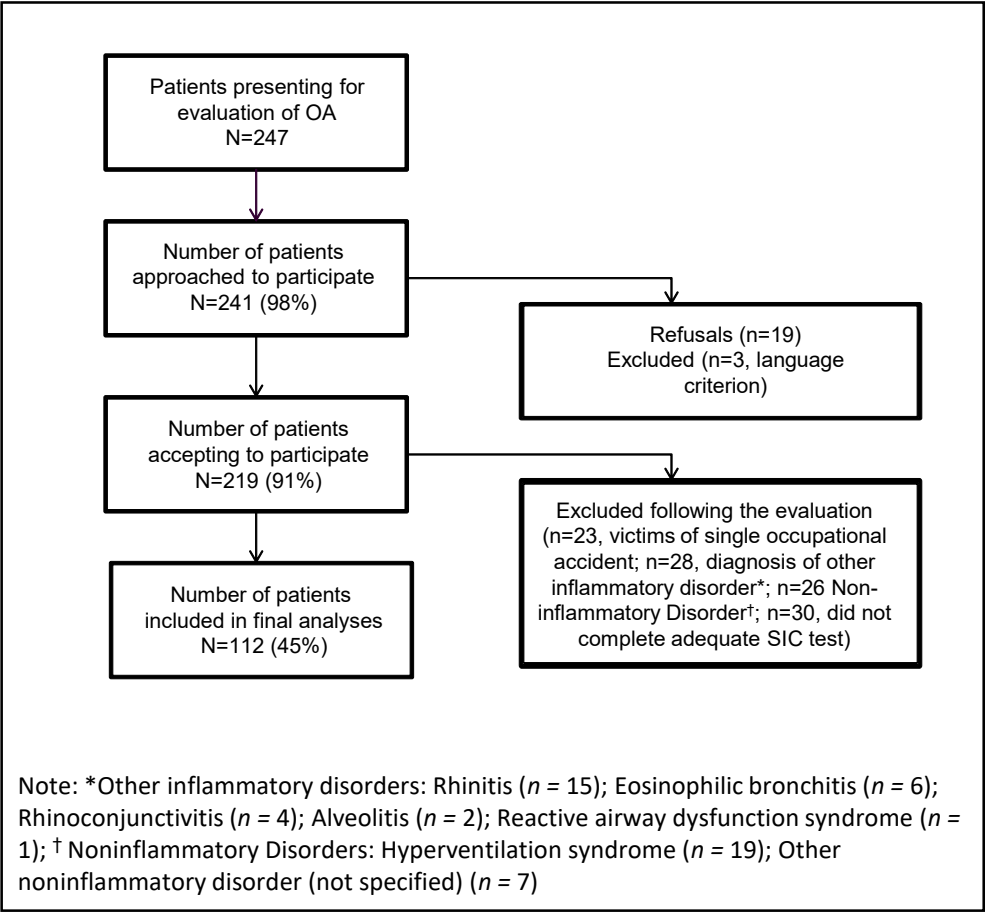 Patients presenting for
evaluation of OA
N=247
Number of patients
approached to participate
N=241 (98%)
Refusals (n=19)
Excluded (n=3, language
criterion)
Number of patients
accepting to participate
N=219 (91%)
Excluded following the evaluation
(n=23, victims of single occupational
accident; n=28, diagnosis of other
inflammatory disorder*; n=26 Non-
inflammatory Disorder†; n=30, did not
complete adequate SIC test)
Number of patients
included in final analyses
N=112 (45%)
Note: *Other inflammatory disorders: Rhinitis (n = 15); Eosinophilic bronchitis (n = 6);
Rhinoconjunctivitis (n = 4); Alveolitis (n = 2); Reactive airway dysfunction syndrome (n =
1); † Noninflammatory Disorders: Hyperventilation syndrome (n = 19); Other
noninflammatory disorder (not specified) (n = 7)